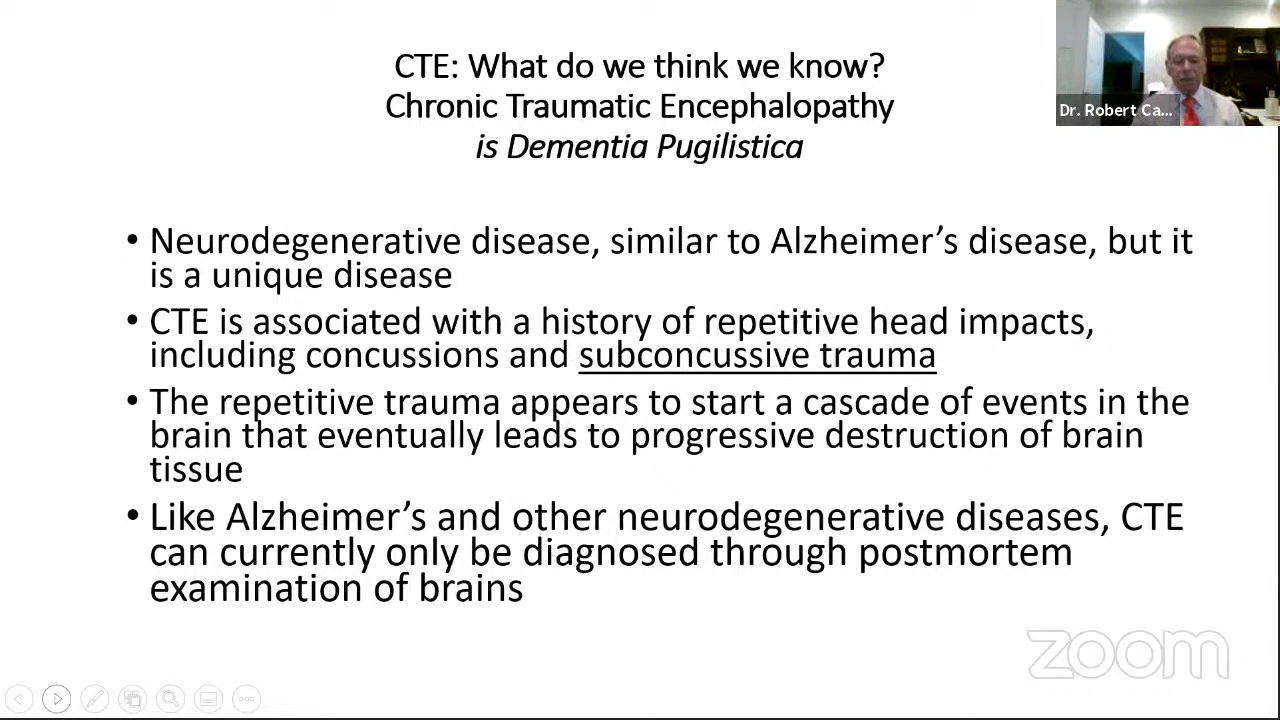 CTE: What do we think we know?
Chronic Traumatic Encephalopathy
is Dementia Pugilistica
Dr. Robert Ca...
• Neurodegenerative disease, similar to Alzheimer’s disease, but it
is a unique disease
• CTE is associated with a history of repetitive head impacts,
including concussions and subconcussive trauma
• The repetitive trauma appears to start a cascade of events in the
brain that eventually leads to progressive destruction of brain
tissue
• Like Alzheimer’s and other neurodegenerative diseases, CTE
can currently only be diagnosed through postmortem
examination of brains
zoom